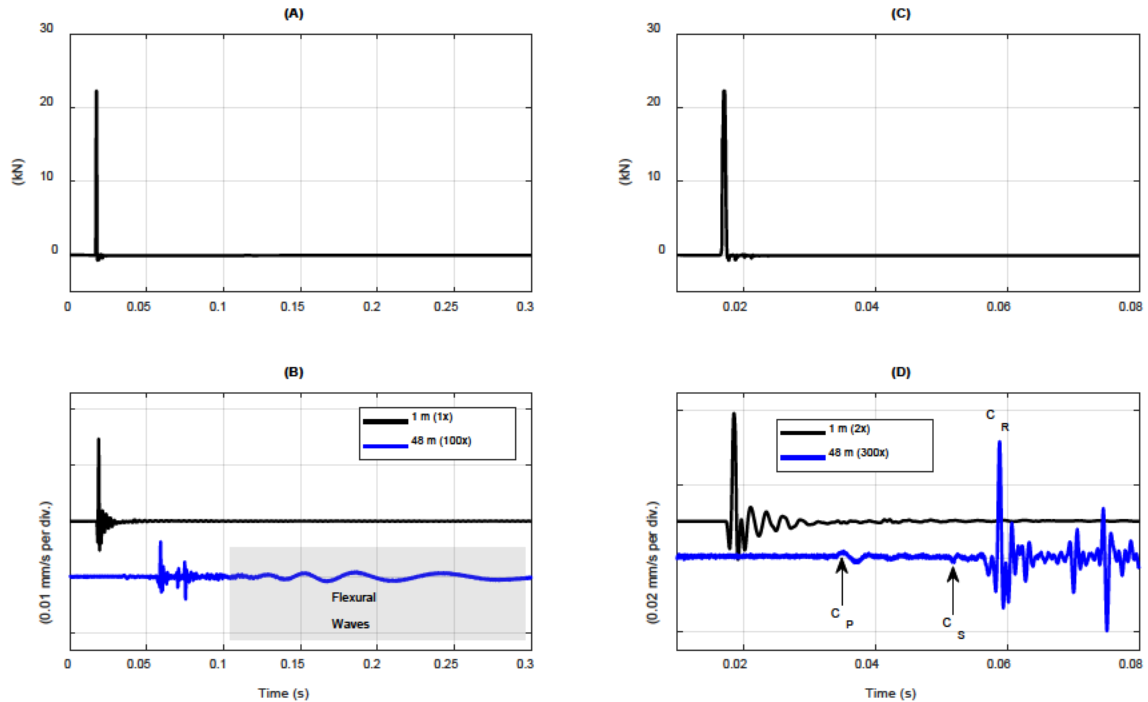 (A)
30
20
10
0
(kN)
0
0.05
0.1
0.15
0.2
0.25
0.3
(C)
30
20
10
0
(kN)
0.02
0.04
0.06
0.08
(B)
1 m (1x)
48 m (100x)
(0.01 mm/s per div.)
Flexural
Waves
0
0.05
0.1
0.15
0.2
0.25
0.3
Time (s)
(D)
C R
1 m (2x)
48 m (300x)
(0.02 mm/s per div.)
C P
C S
0.02
0.04
0.06
0.08
Time (s)